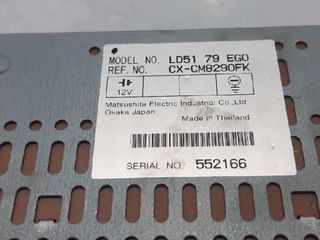 MODEL NO. LD51 79 EG0
REF. NO. CX-CM8290FK
12V
Matsushita Electric Industrial Co.,Ltd.
Osaka Japan
Made in Thailand
SERIAL NO. 552166